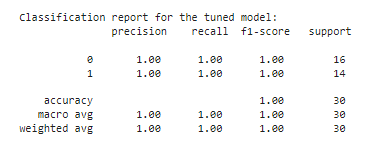 Classification report for the tuned model:
precision recall f1-score support
0 1.00 1.00 1.00 16
1 1.00 1.00 1.00 14
accuracy 1.00 30
macro avg 1.00 1.00 1.00 30
weighted avg 1.00 1.00 1.00 30